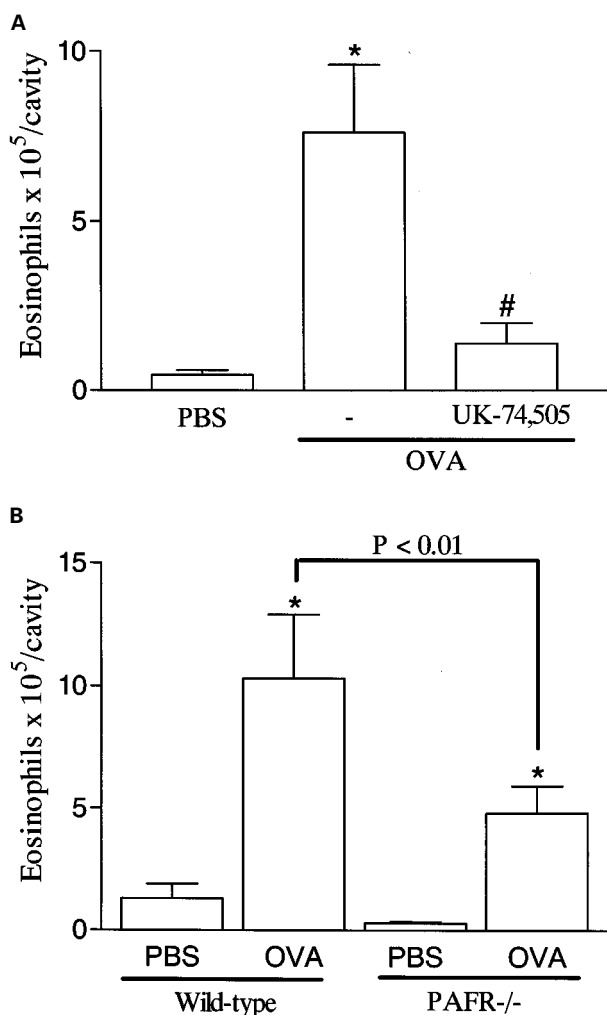 A
Eosinophils x 10⁵/cavity
10
5
0
*
#
PBS
-
UK-74,505
OVA
B
Eosinophils x 10⁵/cavity
15
10
5
0
P < 0.01
*
*
PBS
OVA
PBS
OVA
Wild-type
PAFR-/-